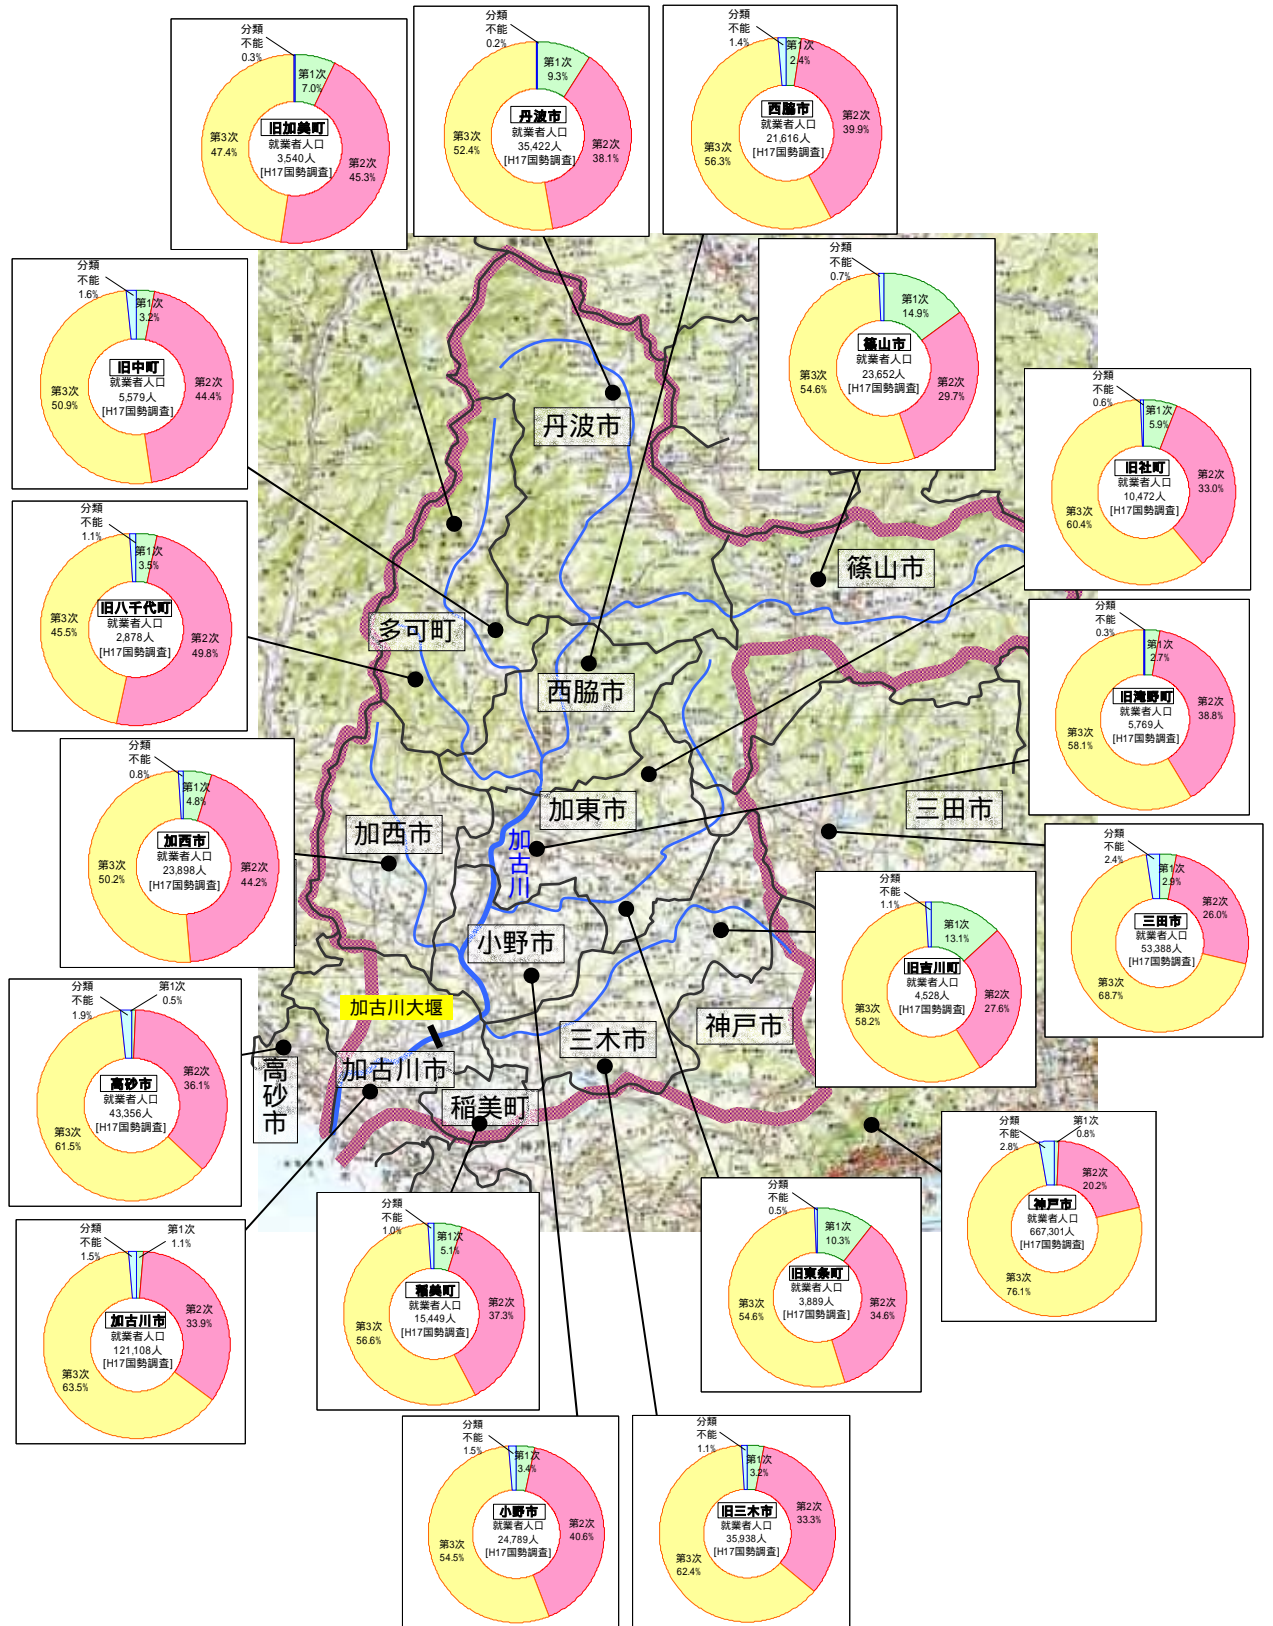 分類
不能
0.3%
第1次
7.0%
旧加美町
就業者人口
3,540人
[H17国勢調査]
第3次
47.4%
第2次
45.3%
分類
不能
0.2%
第1次
9.3%
丹波市
就業者人口
35,422人
[H17国勢調査]
第3次
52.4%
第2次
38.1%
分類
不能
1.4%
第1次
2.4%
西脇市
就業者人口
21,616人
[H17国勢調査]
第3次
56.3%
第2次
39.9%
分類
不能
1.6%
第1次
3.2%
旧中町
就業者人口
5,579人
[H17国勢調査]
第3次
50.9%
第2次
44.4%
分類
不能
0.7%
第1次
14.9%
篠山市
就業者人口
23,652人
[H17国勢調査]
第3次
54.6%
第2次
29.7%
分類
不能
0.6%
第1次
5.9%
旧社町
就業者人口
10,472人
[H17国勢調査]
第3次
60.4%
第2次
33.0%
分類
不能
1.1%
第1次
3.5%
旧八千代町
就業者人口
2,878人
[H17国勢調査]
第3次
45.5%
第2次
49.8%
分類
不能
0.3%
第1次
2.7%
旧滝野町
就業者人口
5,769人
[H17国勢調査]
第3次
58.1%
第2次
38.8%
分類
不能
0.8%
第1次
4.8%
加西市
就業者人口
23,898人
[H17国勢調査]
第3次
50.2%
第2次
44.2%
分類
不能
2.4%
第1次
2.9%
三田市
就業者人口
53,388人
[H17国勢調査]
第3次
68.7%
第2次
26.0%
分類
不能
1.1%
第1次
13.1%
旧吉川町
就業者人口
4,528人
[H17国勢調査]
第3次
58.2%
第2次
27.6%
分類
不能
1.9%
第1次
0.5%
高砂市
就業者人口
43,356人
[H17国勢調査]
第3次
61.5%
第2次
36.1%
分類
不能
2.8%
第1次
0.8%
神戸市
就業者人口
667,301人
[H17国勢調査]
第3次
76.1%
第2次
20.2%
分類
不能
1.5%
第1次
1.1%
加古川市
就業者人口
121,108人
[H17国勢調査]
第3次
63.5%
第2次
33.9%
分類
不能
1.0%
第1次
5.1%
稲美町
就業者人口
15,449人
[H17国勢調査]
第3次
56.6%
第2次
37.3%
分類
不能
0.5%
第1次
10.3%
旧東条町
就業者人口
3,889人
[H17国勢調査]
第3次
54.6%
第2次
34.6%
分類
不能
1.5%
第1次
3.4%
小野市
就業者人口
24,789人
[H17国勢調査]
第3次
54.5%
第2次
40.6%
分類
不能
1.1%
第1次
3.2%
旧三木市
就業者人口
35,938人
[H17国勢調査]
第3次
62.4%
第2次
33.3%
丹波市
篠山市
多可町
西脇市
加東市
三田市
加西市
加古川
小野市
加古川大堰
神戸市
三木市
加古川市
高砂市
稲美町